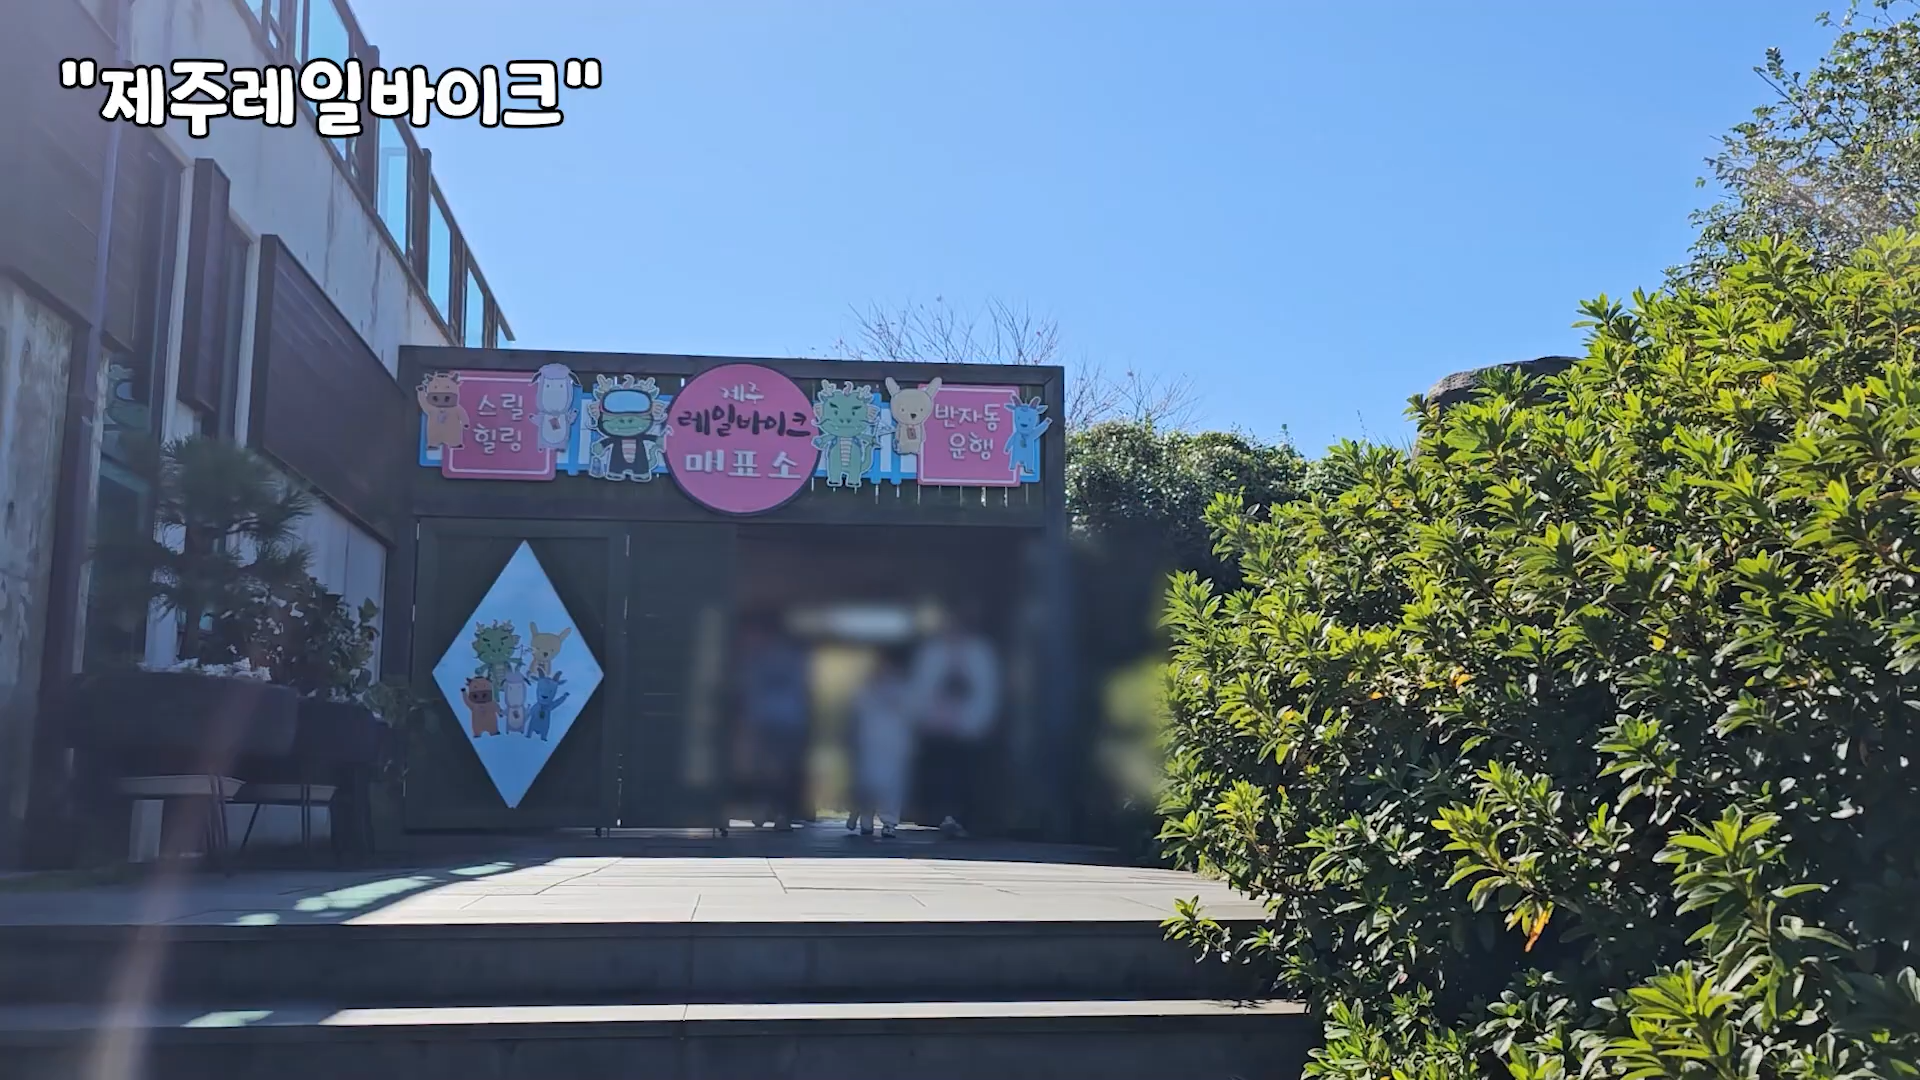 "제주레일바이크"
스릴
힐링
제주
레일바이크
매표소
반자동
운행